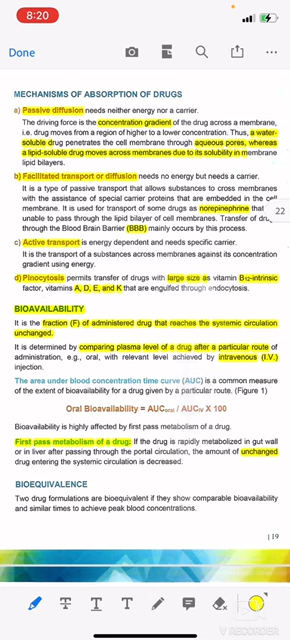 8:20
Done
MECHANISMS OF ABSORPTION OF DRUGS
a) Passive diffusion needs neither energy nor a carrier.
The driving force is the concentration gradient of the drug across a membrane,
i.e. drug moves from a region of higher to a lower concentration. Thus, a water-
soluble drug penetrates the cell membrane through aqueous pores, whereas
a lipid-soluble drug moves across membranes due to its solubility in membrane
lipid bilayers.
b) Facilitated transport or diffusion needs no energy but needs a carrier.
It is a type of passive transport that allows substances to cross membranes
with the assistance of special carrier proteins that are embedded in the cell
membrane. It is used for transport of some drugs as norepinephrine that
unable to pass through the lipid bilayer of cell membranes. Transfer of drugs
through the Blood Brain Barrier (BBB) mainly occurs by this process.
22
c) Active transport is energy dependent and needs specific carrier.
It is the transport of a substance across membranes against its concentration
gradient using energy.
d) Pinocytosis permits transfer of drugs with large size as vitamin B12-intrinsic
factor, vitamins A, D, E, and K that are engulfed through endocytosis.
BIOAVAILABILITY
It is the fraction (F) of administered drug that reaches the systemic circulation
unchanged.
It is determined by comparing plasma level of a drug after a particular route of
administration, e.g., oral, with relevant level achieved by intravenous (I.V.)
injection.
The area under blood concentration time curve (AUC) is a common measure
of the extent of bioavailability for a drug given by a particular route. (Figure 1)
Oral Bioavailability = AUCoral / AUCIV X 100
Bioavailability is highly affected by first pass metabolism of a drug.
First pass metabolism of a drug: If the drug is rapidly metabolized in gut wall
or in liver after passing through the portal circulation, the amount of unchanged
drug entering the systemic circulation is decreased.
BIOEQUIVALENCE
Two drug formulations are bioequivalent if they show comparable bioavailability
and similar times to achieve peak blood concentrations.
| 19
V RECORDER